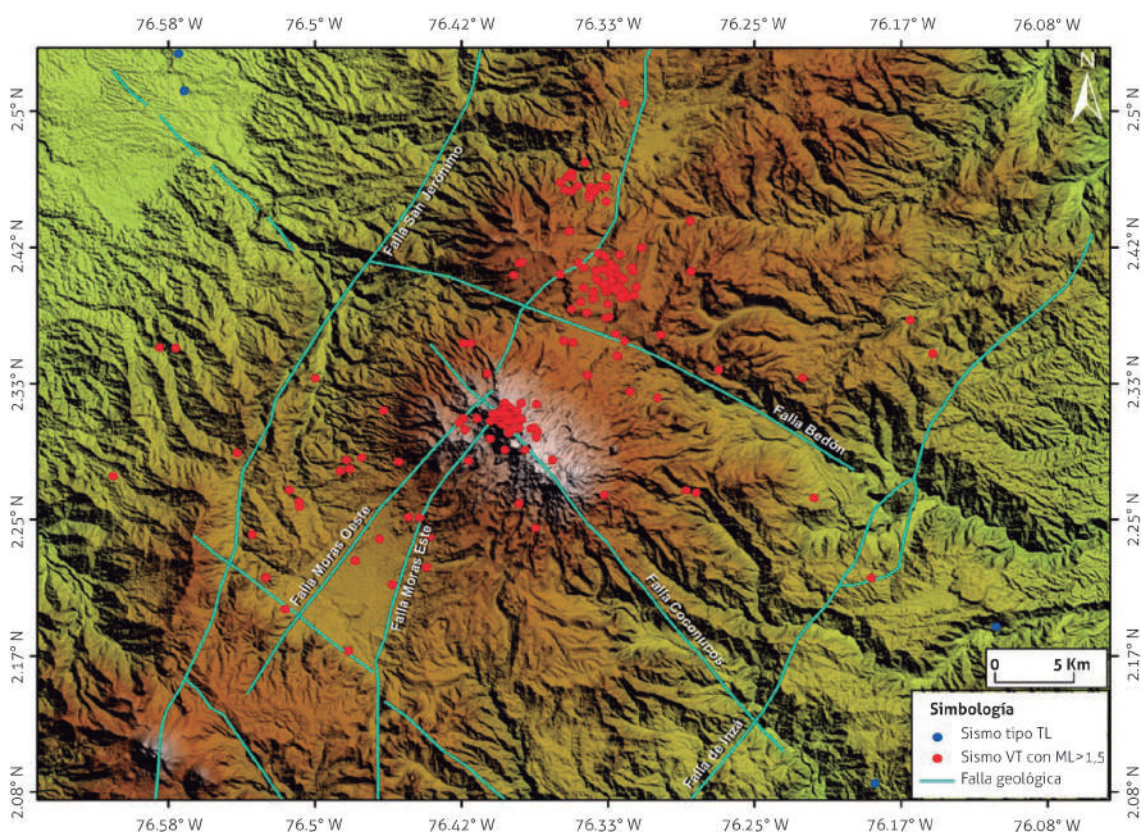 76.58° W
76.5° W
76.42° W
76.33° W
76.25° W
76.17° W
76.08° W
N
2.5° N
2.5° N
Falla San Jerónimo
2.42° N
2.42° N
2.33° N
2.33° N
Falla Bedón
2.25° N
2.25° N
Falla Moras Oeste
Falla Moras Este
Falla Coconucos
2.17° N
2.17° N
0 5 Km
Falla de Inza
Simbología
Sismo tipo TL
Sismo VT con ML>1,5
Falla geológica
2.08° N
2.08° N
76.58° W
76.5° W
76.42° W
76.33° W
76.25° W
76.17° W
76.08° W